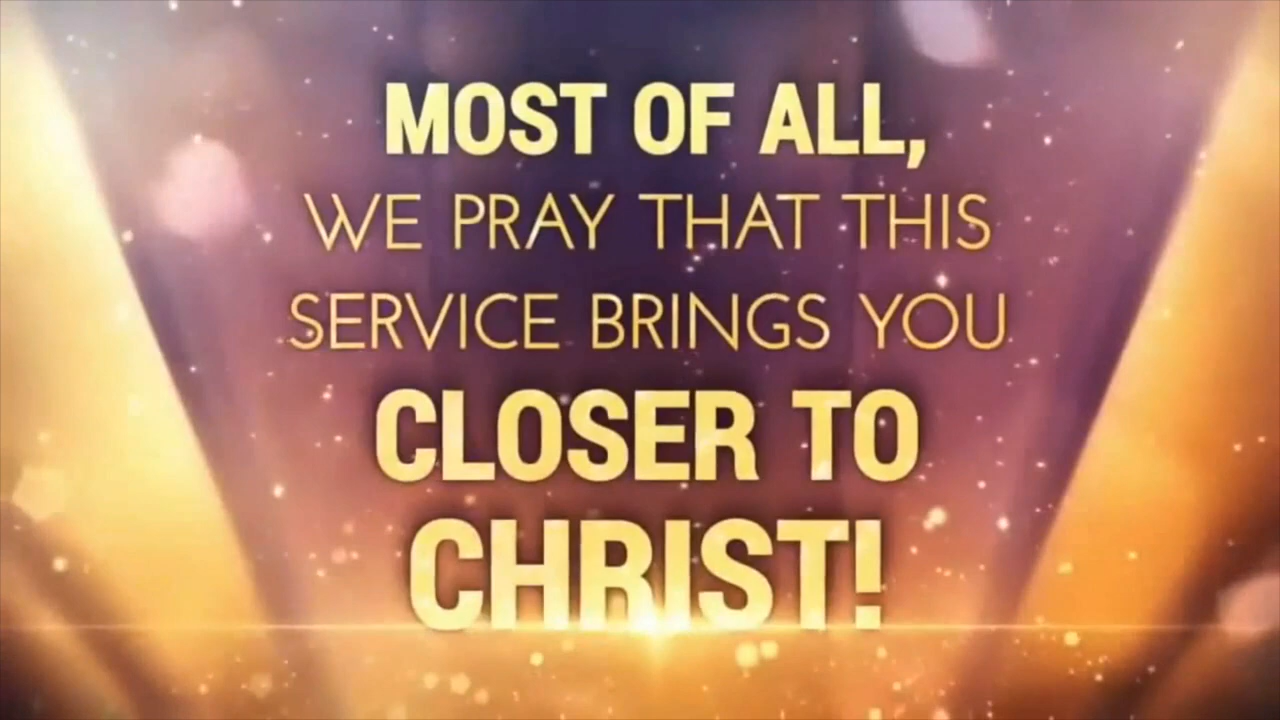 MOST OF ALL,
WE PRAY THAT THIS
SERVICE BRINGS YOU
CLOSER TO
CHRIST!